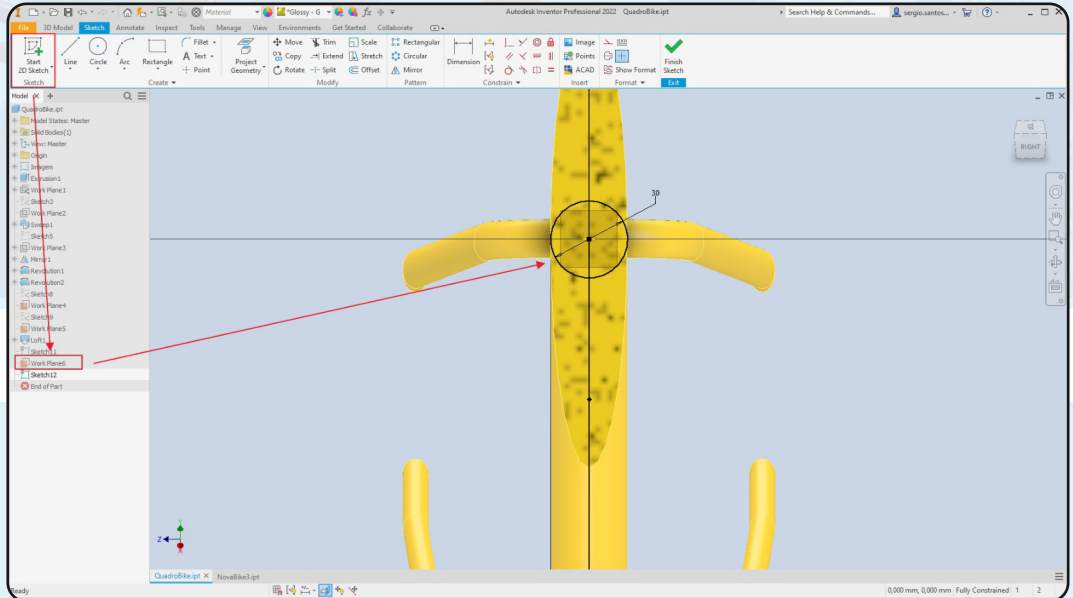 Material
*Glossy - G
Autodesk Inventor Professional 2022 QuadroBike.ipt
Search Help & Commands...
sergio.santos...
File 3D Model Sketch Annotate Inspect Tools Manage View Environments Get Started Collaborate
Start 2D Sketch
Line
Circle
Arc
Rectangle
Fillet
A Text
Point
Project Geometry
Move Trim Scale
Copy Extend Stretch
Rotate Split Offset
Rectangular
Circular
Mirror
Dimension
Image
Points
ACAD
Show Format
Finish Sketch
Sketch Create Modify Pattern Constrain Insert Format Exit
Model × +
QuadroBike.ipt
Model States: Master
Solid Bodies(1)
View: Master
Origin
Imagem
Extrusion1
Work Plane1
Sketch3
Work Plane2
Sweep1
Sketch5
Work Plane3
Mirror1
Revolution1
Revolution2
Sketch8
Work Plane4
Sketch9
Work Plane5
Loft1
Sketch11
Work Plane6
Sketch12
End of Part
30
RIGHT
Y
Z
QuadroBike.ipt × NovaBike3.ipt
Ready
0,000 mm, 0,000 mm Fully Constrained 1 2